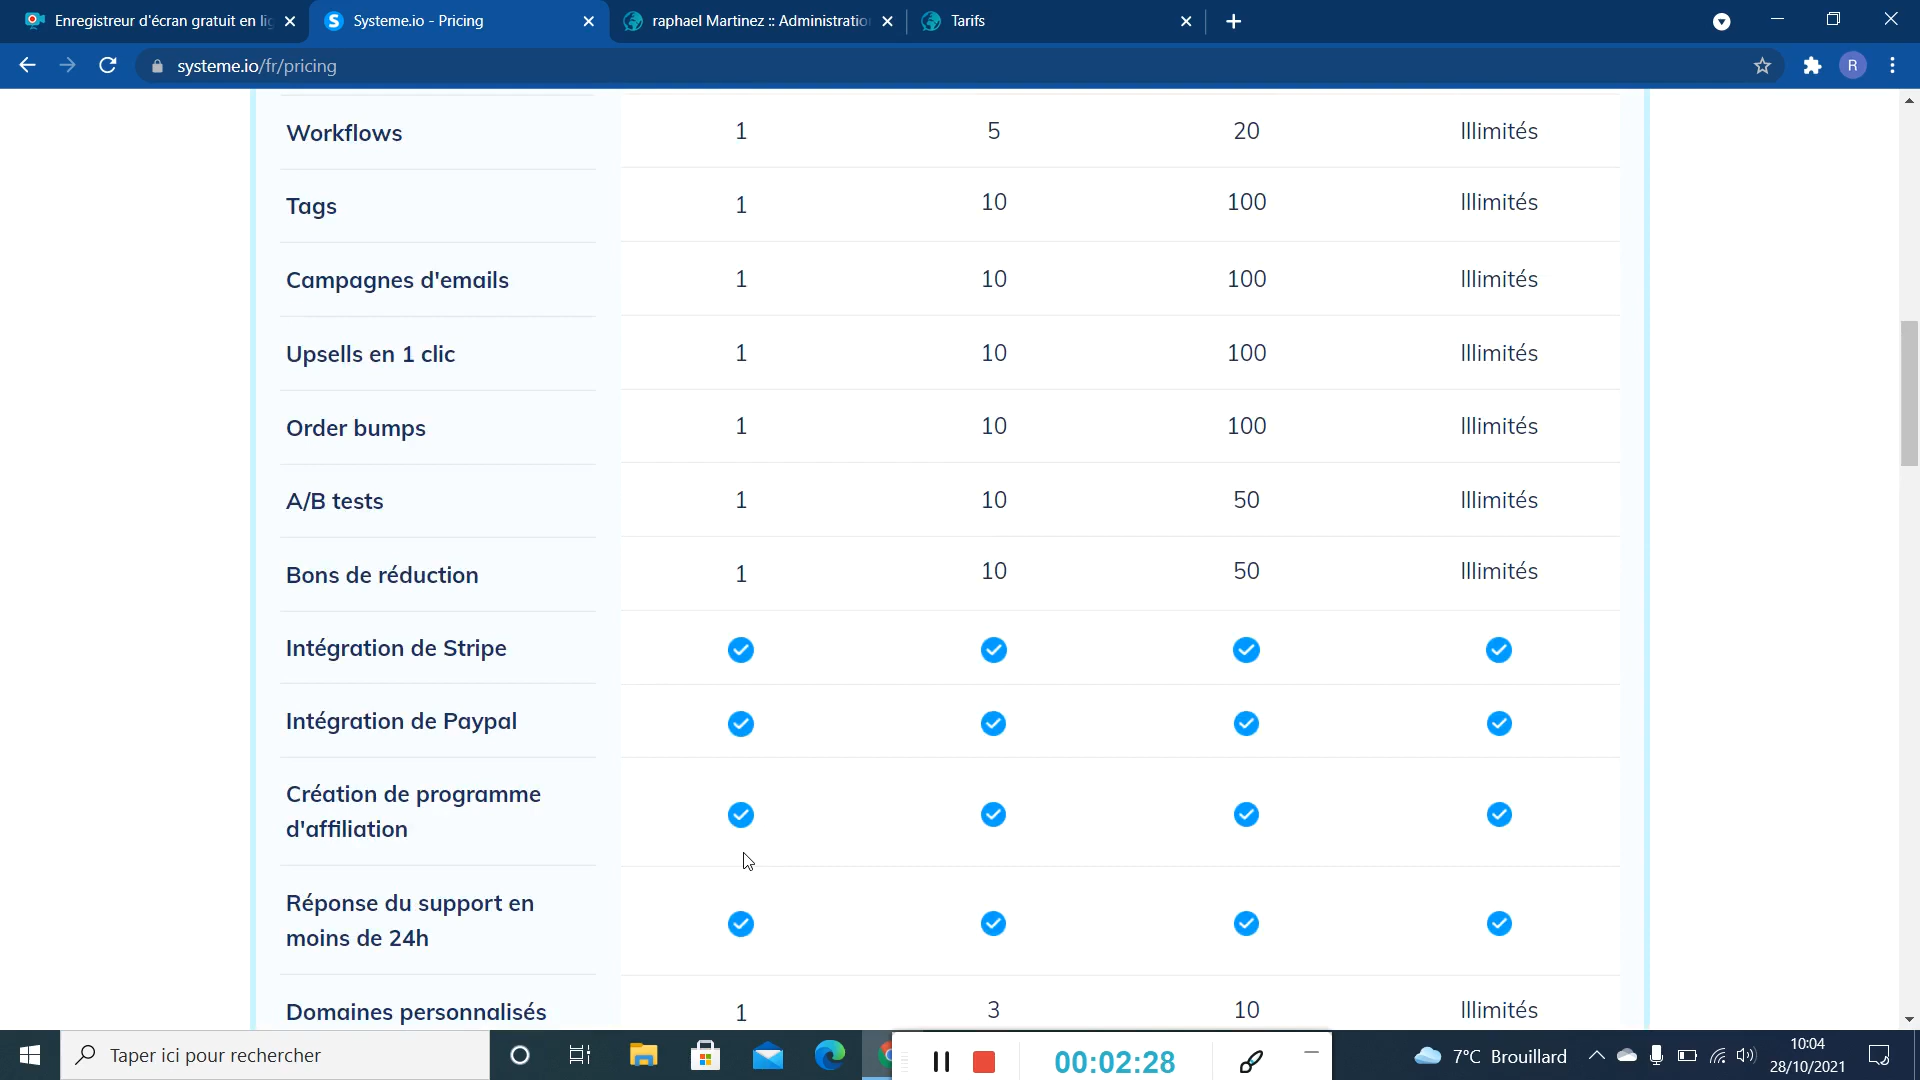 Enregistreur d'écran gratuit en lig
Systeme.io - Pricing
raphael Martinez :: Administration
Tarifs
systeme.io/fr/pricing
R
Workflows 1 5 20 Illimités
Tags 1 10 100 Illimités
Campagnes d'emails 1 10 100 Illimités
Upsells en 1 clic 1 10 100 Illimités
Order bumps 1 10 100 Illimités
A/B tests 1 10 50 Illimités
Bons de réduction 1 10 50 Illimités
Intégration de Stripe
Intégration de Paypal
Création de programme
d'affiliation
Réponse du support en
moins de 24h
Domaines personnalisés 1 3 10 Illimités
Taper ici pour rechercher
00:02:28
7°C Brouillard
10:04
28/10/2021